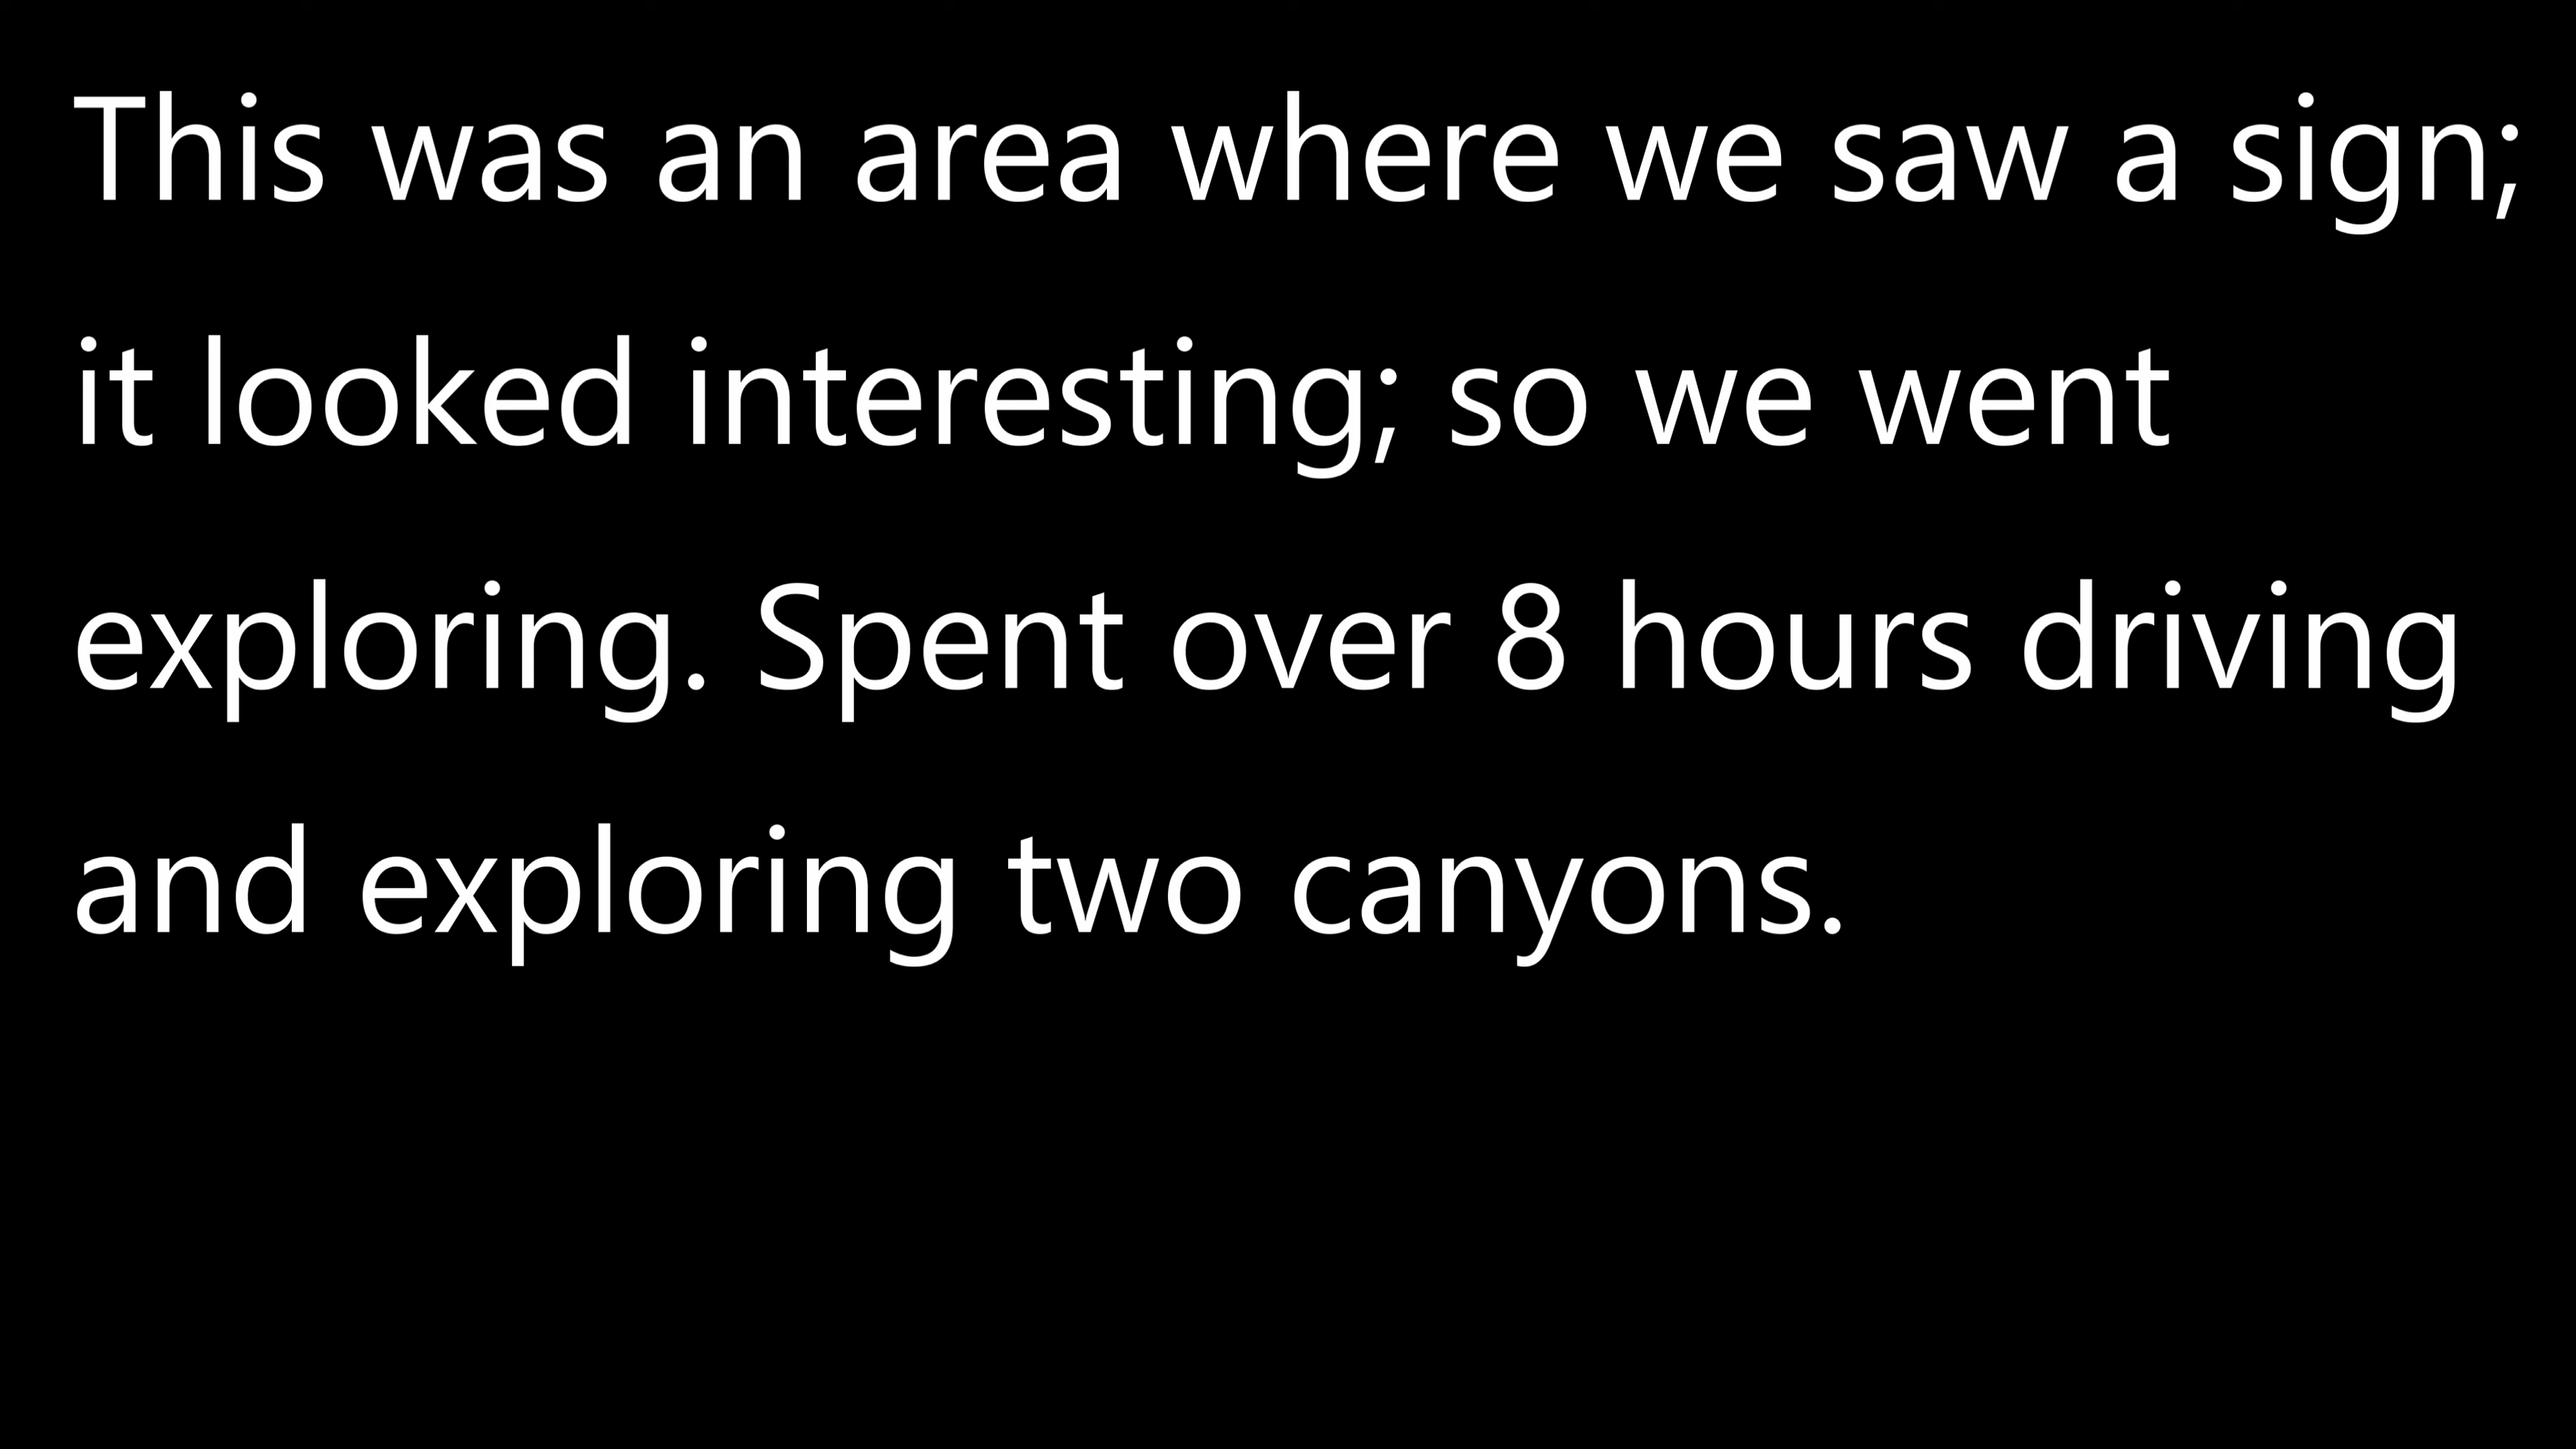 This was an area where we saw a sign;
it looked interesting; so we went
exploring. Spent over 8 hours driving
and exploring two canyons.